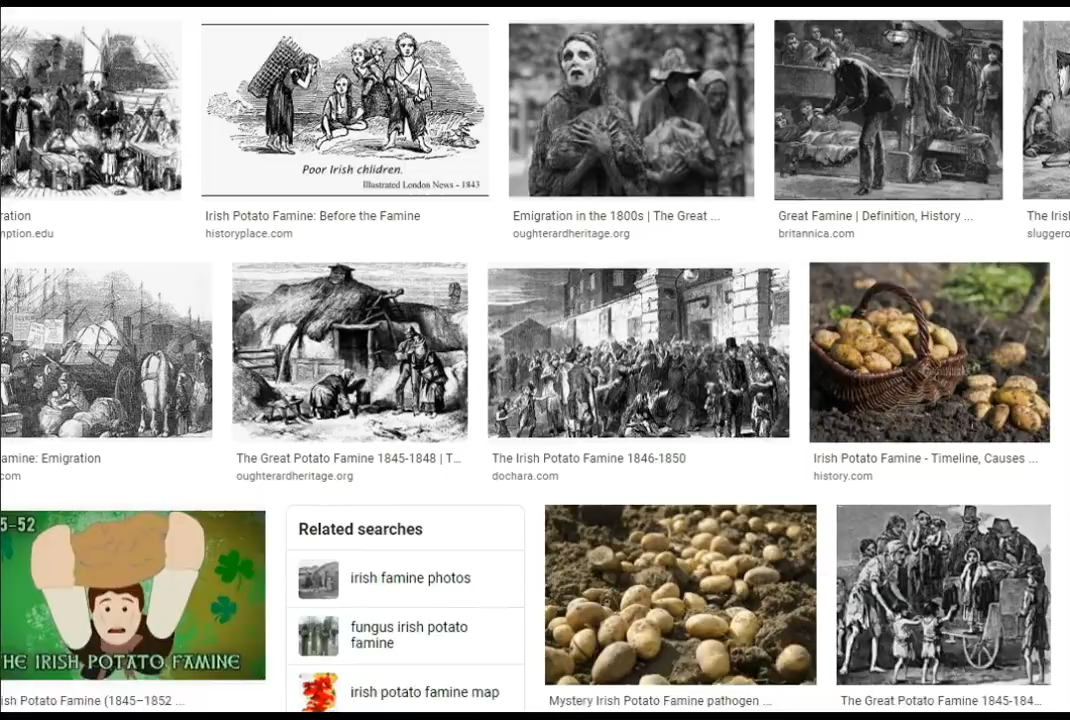 Poor Irish children.
Illustrated London News - 1843
ration
Irish Potato Famine: Before the Famine
Emigration in the 1800s | The Great ...
Great Famine | Definition, History ...
The Irish
nption.edu
historyplace.com
oughterardheritage.org
britannica.com
sluggero
amine: Emigration
The Great Potato Famine 1845-1848 | T...
The Irish Potato Famine 1846-1850
Irish Potato Famine - Timeline, Causes ...
com
oughterardheritage.org
dochara.com
history.com
5-52
HE IRISH POTATO FAMINE
Related searches
irish famine photos
fungus irish potato
famine
irish potato famine map
ish Potato Famine (1845–1852 ...
Mystery Irish Potato Famine pathogen ...
The Great Potato Famine 1845-184...